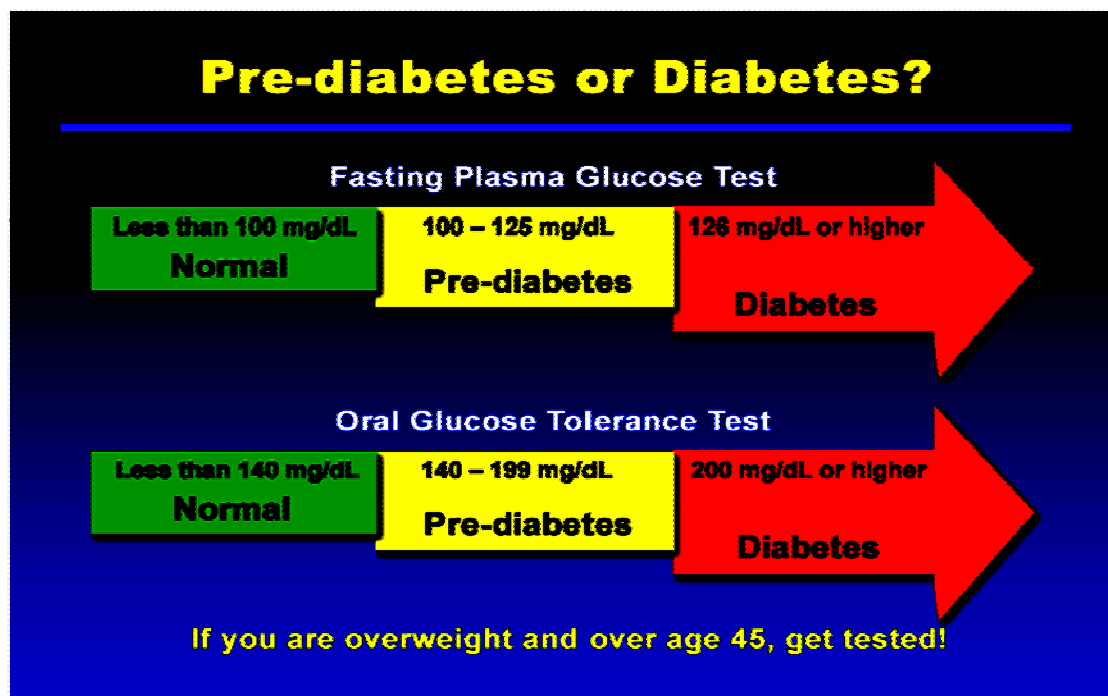 Pre-diabetes or Diabetes?
Fasting Plasma Glucose Test
Less than 100 mg/dL
Normal
100 – 125 mg/dL
Pre-diabetes
126 mg/dL or higher
Diabetes
Oral Glucose Tolerance Test
Less than 140 mg/dL
Normal
140 – 199 mg/dL
Pre-diabetes
200 mg/dL or higher
Diabetes
If you are overweight and over age 45, get tested!